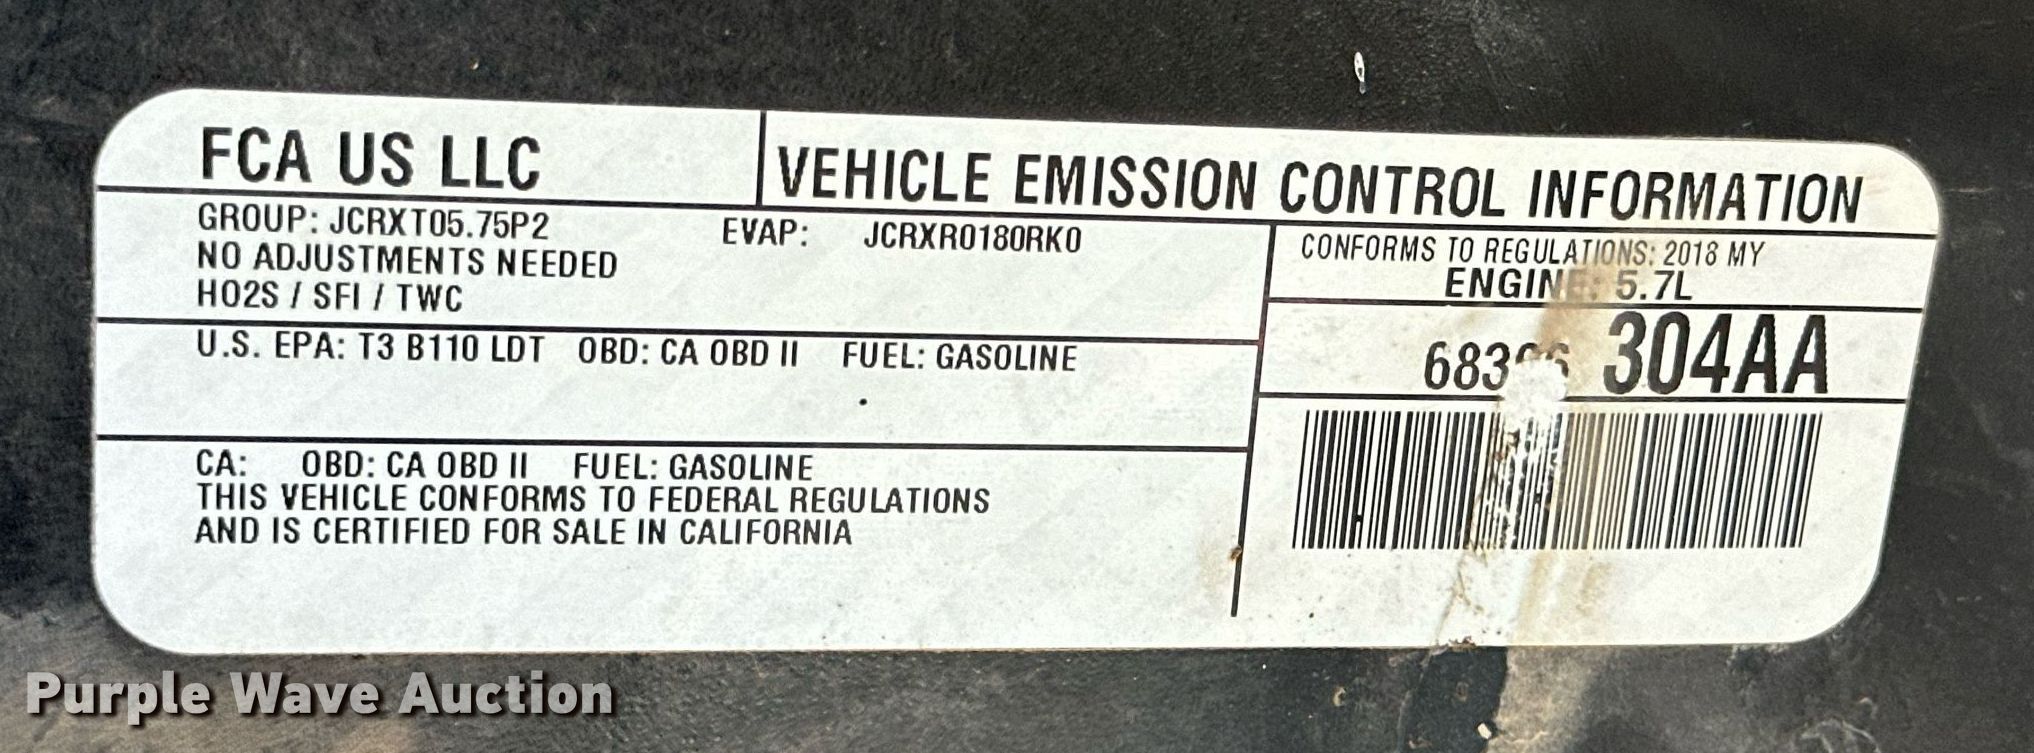 FCA US LLC
VEHICLE EMISSION CONTROL INFORMATION
GROUP: JCRXT05.75P2 EVAP: JCRXR0180RK0
NO ADJUSTMENTS NEEDED
HO2S / SFI / TWC
CONFORMS TO REGULATIONS: 2018 MY
ENGINE: 5.7L
U.S. EPA: T3 B110 LDT OBD: CA OBD II FUEL: GASOLINE
304AA
CA: OBD: CA OBD II FUEL: GASOLINE
THIS VEHICLE CONFORMS TO FEDERAL REGULATIONS
AND IS CERTIFIED FOR SALE IN CALIFORNIA
Purple Wave Auction